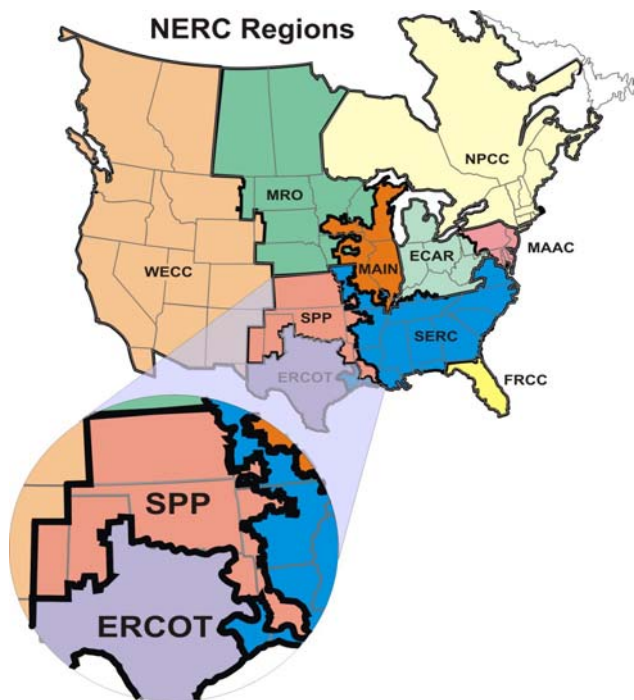 NERC Regions
NPCC
MRO
MAAC
ECAR
MAIN
WECC
SPP
SERC
ERCOT
FRCC
SPP
ERCOT